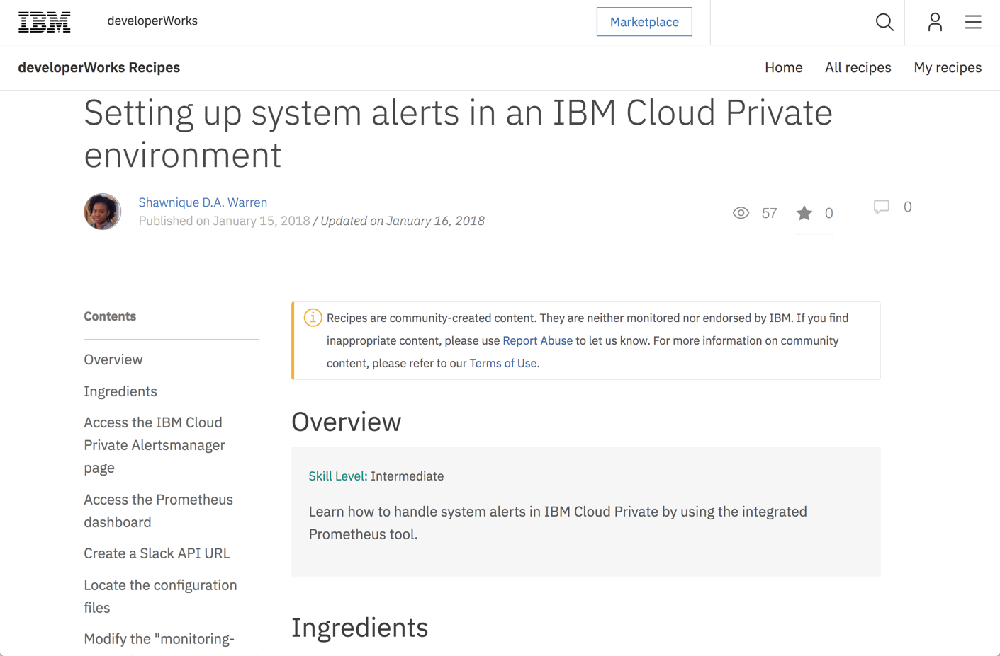 IBM
developerWorks
Marketplace
developerWorks Recipes
Home
All recipes
My recipes
Setting up system alerts in an IBM Cloud Private
environment
Shawnique D.A. Warren
Published on January 15, 2018 / Updated on January 16, 2018
57
0
0
Contents
Overview
Ingredients
Access the IBM Cloud
Private Alertsmanager
page
Access the Prometheus
dashboard
Create a Slack API URL
Locate the configuration
files
Modify the "monitoring-
Recipes are community-created content. They are neither monitored nor endorsed by IBM. If you find
inappropriate content, please use Report Abuse to let us know. For more information on community
content, please refer to our Terms of Use.
Overview
Skill Level: Intermediate
Learn how to handle system alerts in IBM Cloud Private by using the integrated
Prometheus tool.
Ingredients